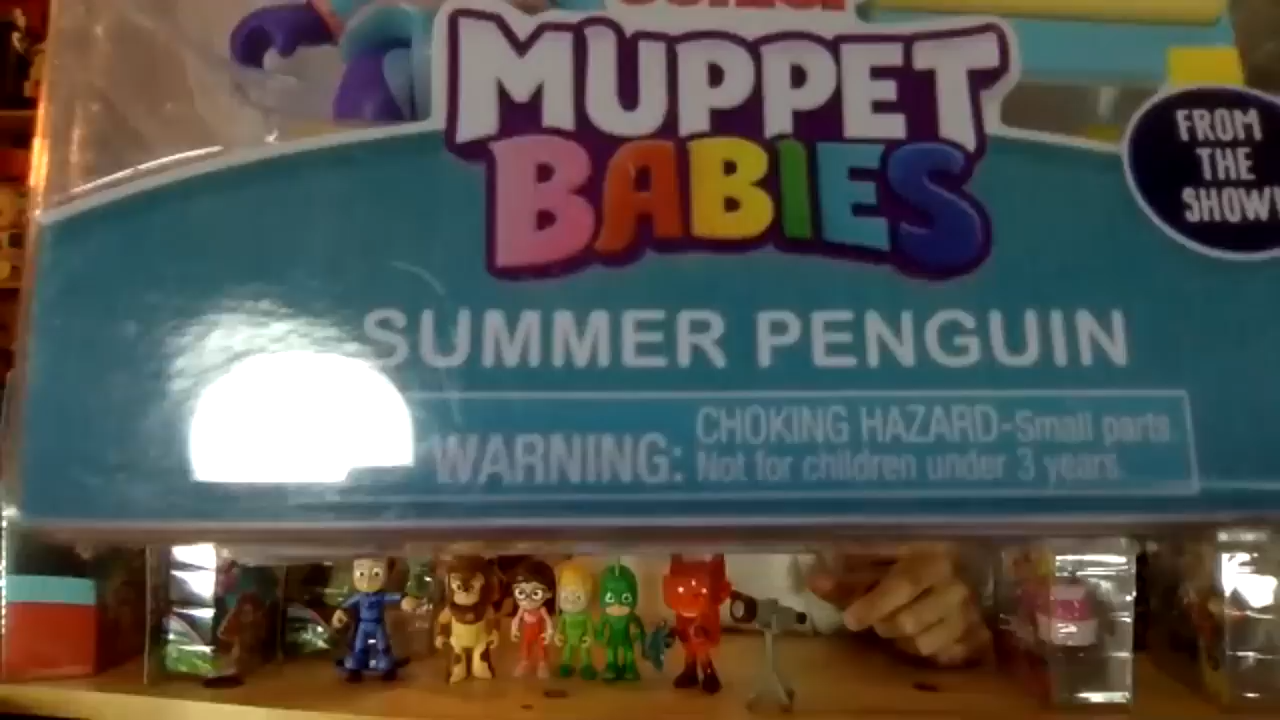 MUPPET
BABIES
FROM
THE
SHOW!
SUMMER PENGUIN
WARNING: CHOKING HAZARD-Small parts
Not for children under 3 years.